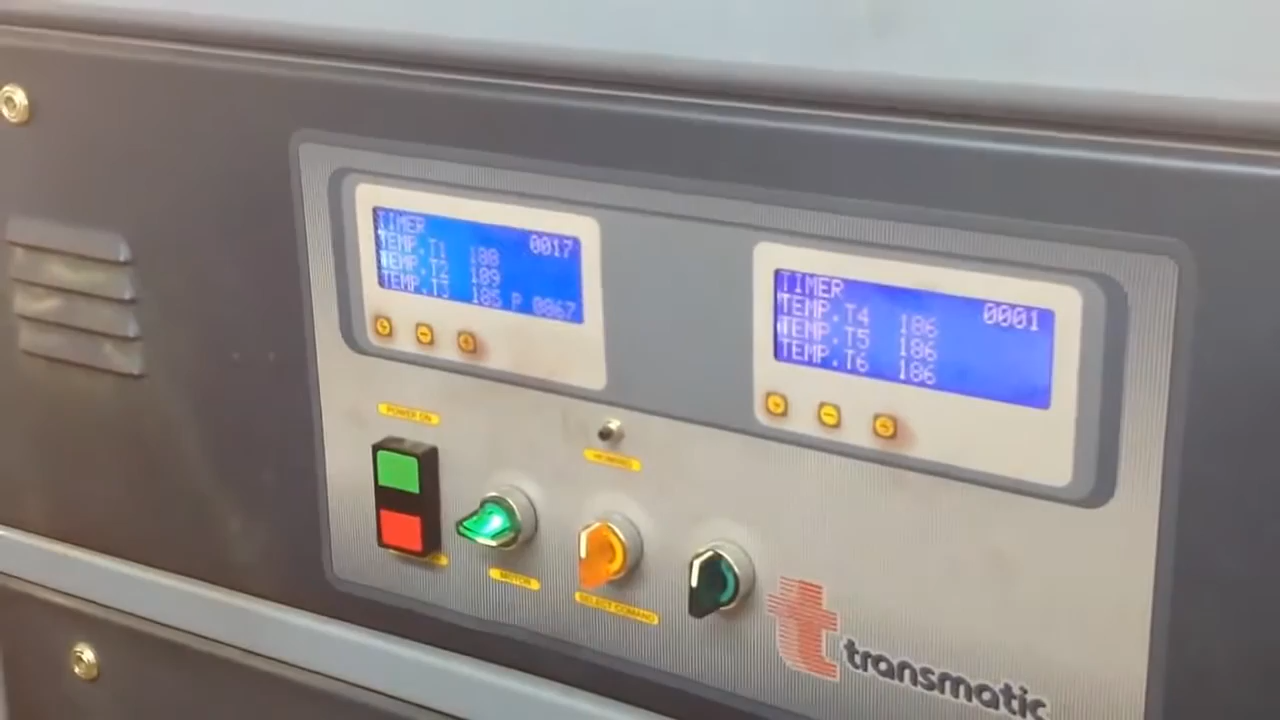 TIMER 0017
TEMP.T1 188
TEMP.T2 189
TEMP.T3 185 P 0867
TIMER 0001
TEMP.T4 186
TEMP.T5 186
TEMP.T6 186
POWER ON
MOTOR
SELECT COMAND
transmatic